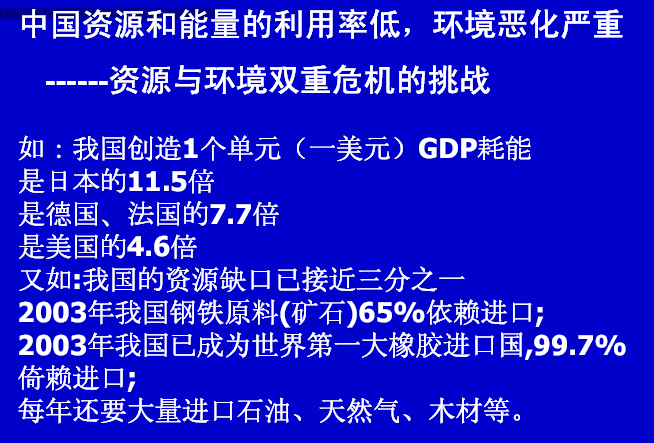 中国资源和能量的利用率低，环境恶化严重
------资源与环境双重危机的挑战
如：我国创造1个单元（一美元）GDP耗能
是日本的11.5倍
是德国、法国的7.7倍
是美国的4.6倍
又如:我国的资源缺口已接近三分之一
2003年我国钢铁原料(矿石)65%依赖进口;
2003年我国已成为世界第一大橡胶进口国,99.7%
倚赖进口;
每年还要大量进口石油、天然气、木材等。